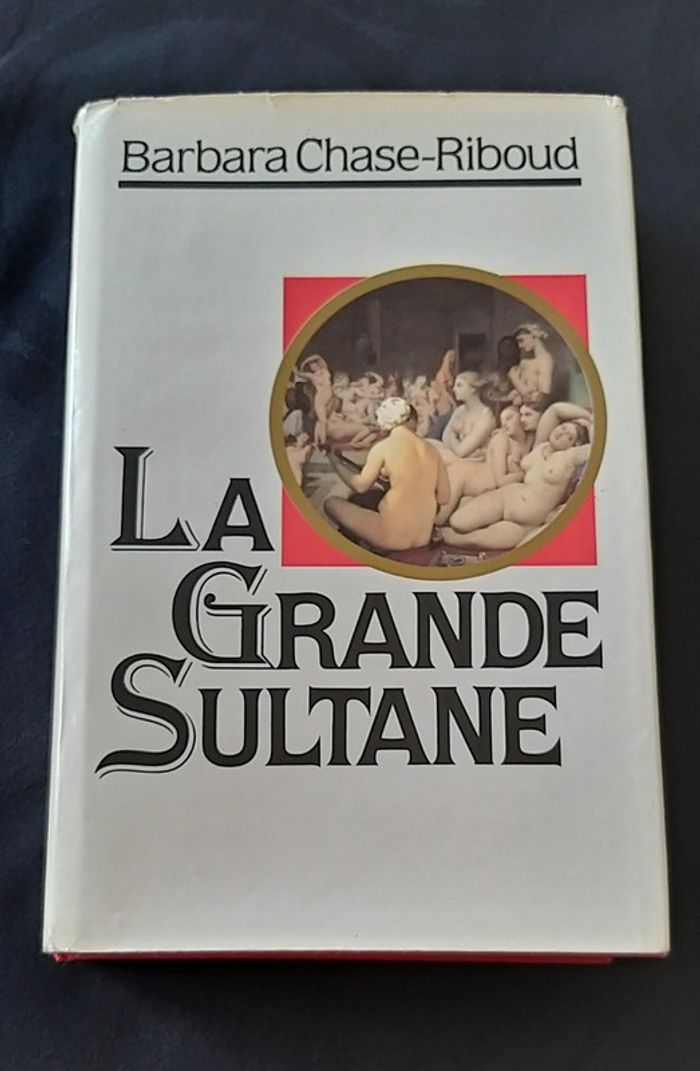 Barbara Chase-Riboud
LA
GRANDE
SULTANE